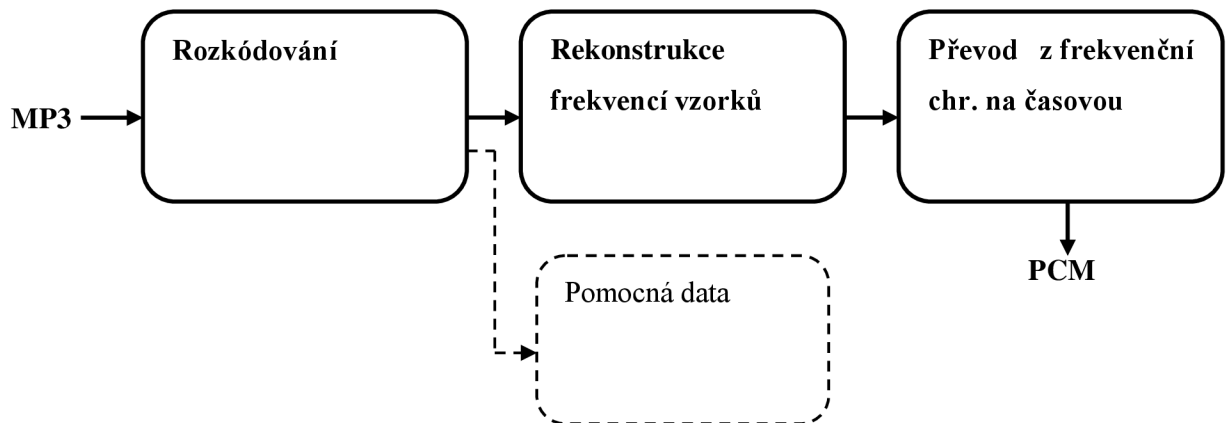 MP3
Rozkódování
Rekonstrukce
frekvencí vzorků
Převod z frekvenční
chr. na časovou
PCM
Pomocná data